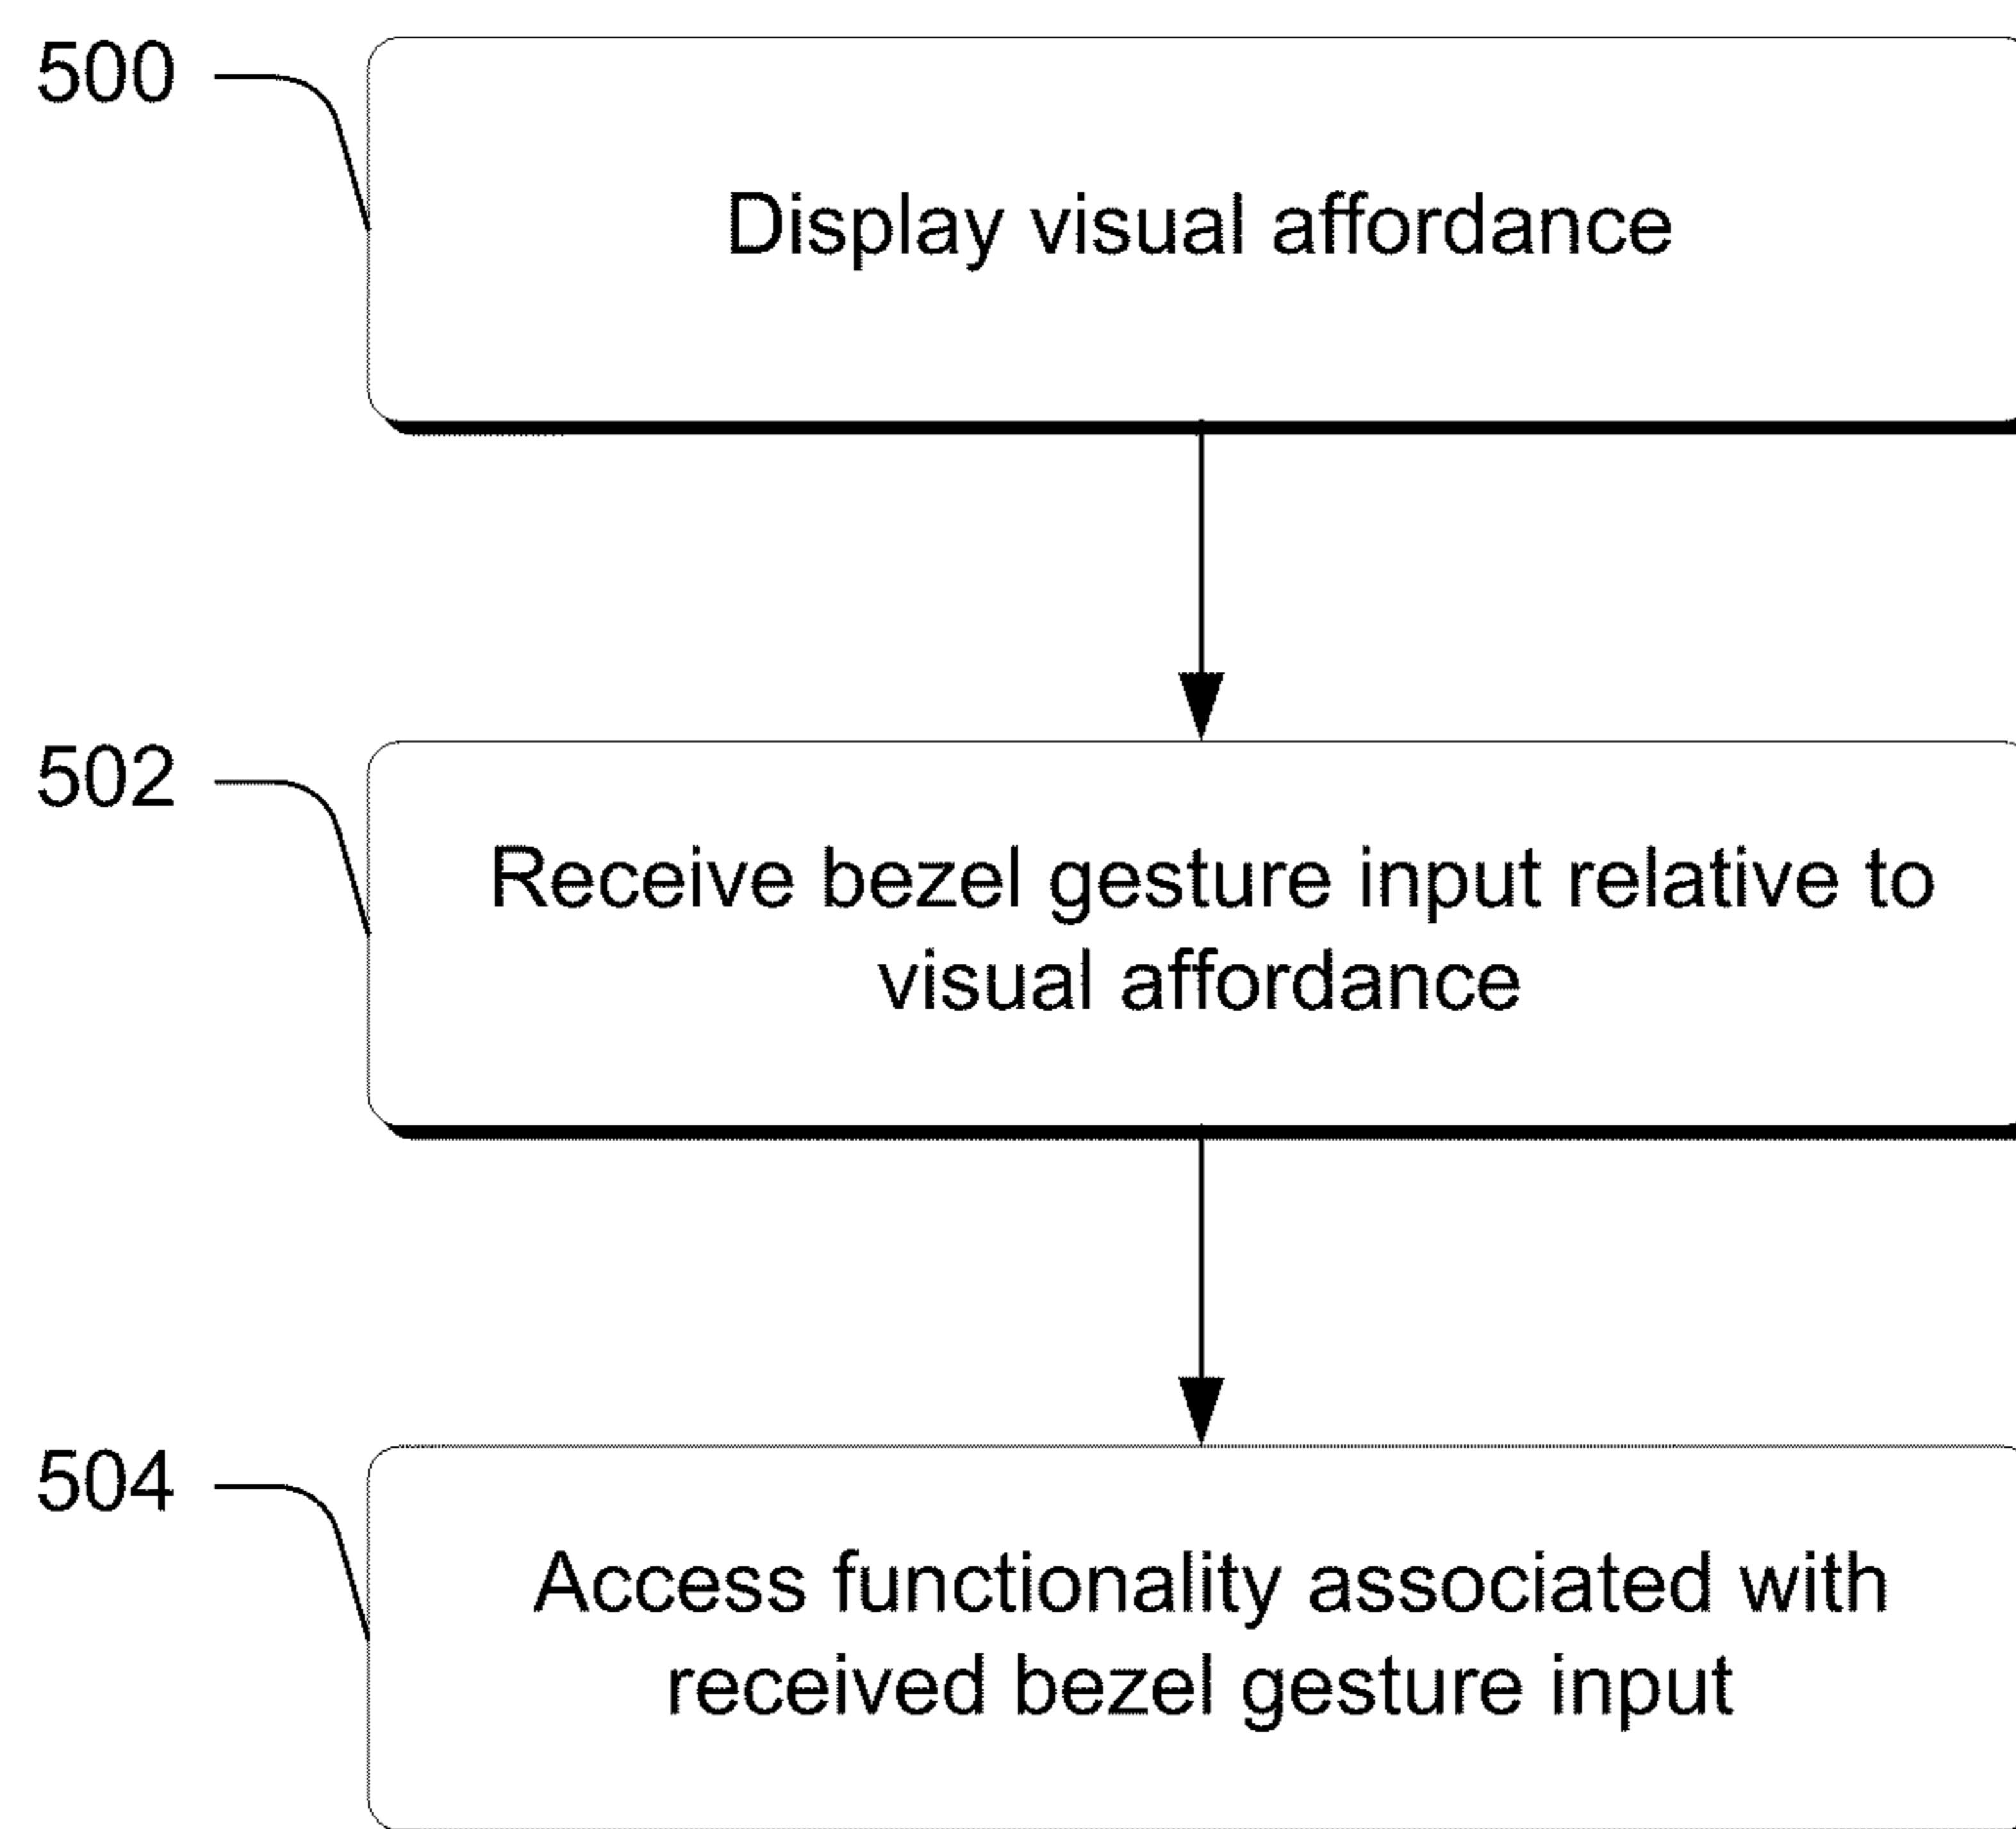 500
Display visual affordance
502
Receive bezel gesture input relative to
visual affordance
504
Access functionality associated with
received bezel gesture input